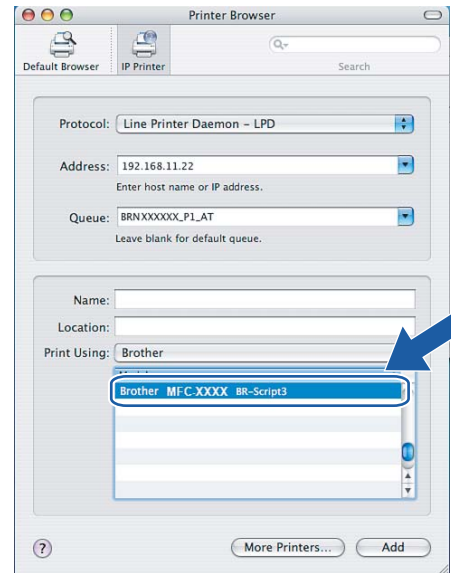 Printer Browser
Default Browser
IP Printer
Search
Protocol: Line Printer Daemon – LPD
Address: 192.168.11.22
Enter host name or IP address.
Queue: BRNXXXXXX_P1_AT
Leave blank for default queue.
Name:
Location:
Print Using: Brother
Brother MFC-XXXX BR-Script3
?
More Printers...
Add